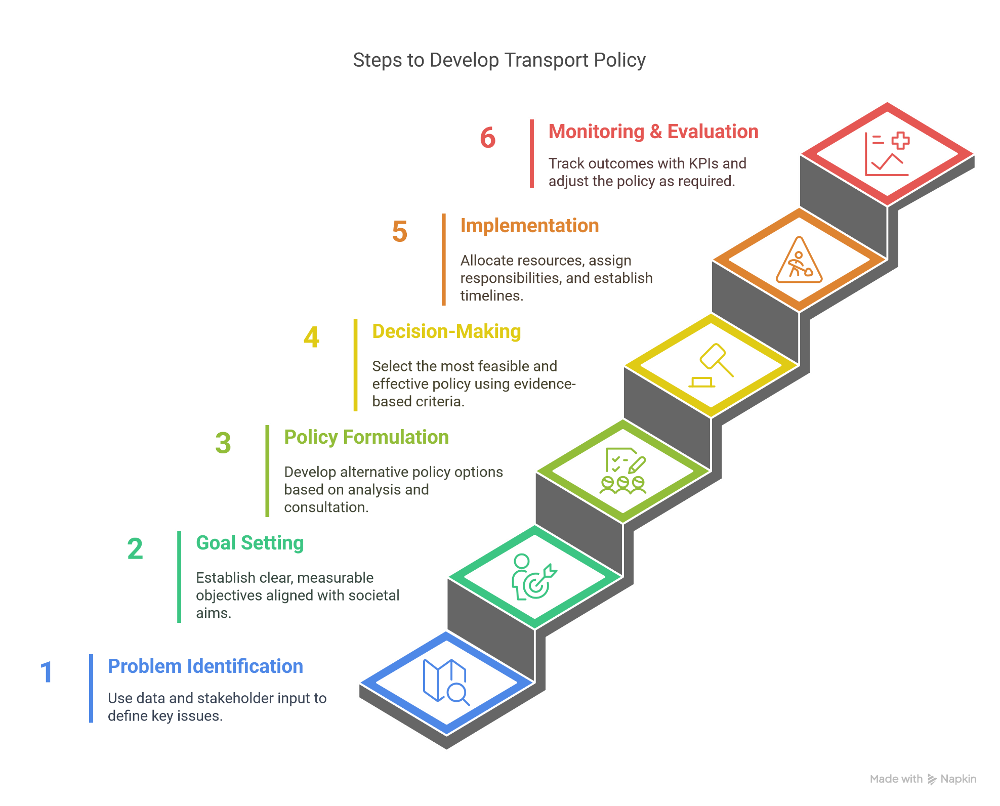 Steps to Develop Transport Policy
6
Monitoring & Evaluation
Track outcomes with KPIs and
adjust the policy as required.
5
Implementation
Allocate resources, assign
responsibilities, and establish
timelines.
4
Decision-Making
Select the most feasible and
effective policy using evidence-
based criteria.
3
Policy Formulation
Develop alternative policy options
based on analysis and
consultation.
2
Goal Setting
Establish clear, measurable
objectives aligned with societal
aims.
1
Problem Identification
Use data and stakeholder input to
define key issues.
Made with Napkin